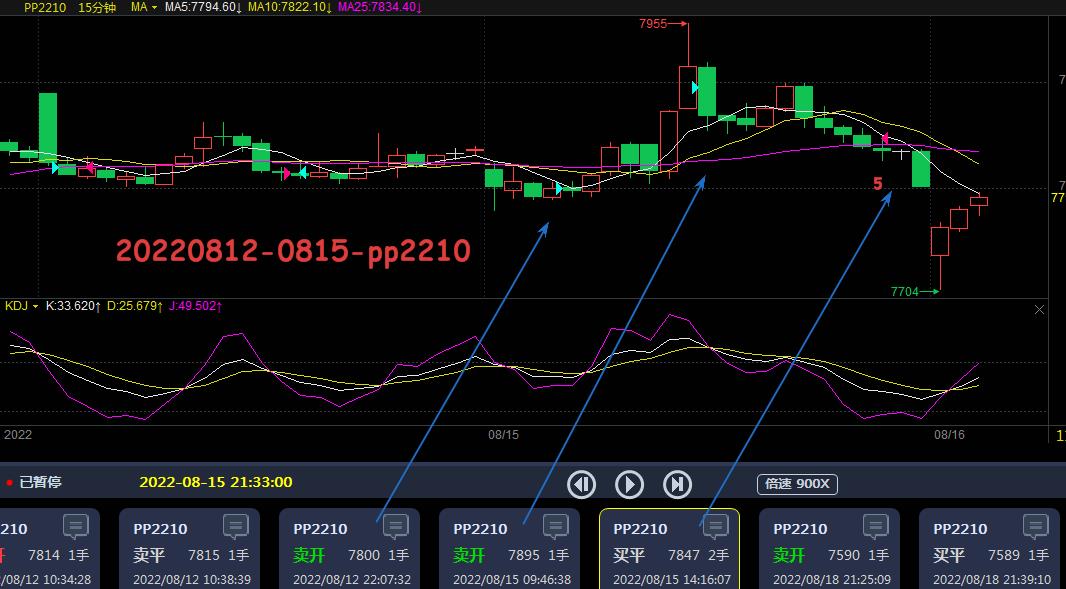 PP2210 15分钟 MA MA5:7794.60↓ MA10:7822.10↓ MA25:7834.40↓
7955
5
20220812-0815-pp2210
7704
KDJ K:33.620↑ D:25.679↑ J:49.502↑
2022 08/15 08/16
已暂停 2022-08-15 21:33:00 倍速 900X
210 PP2210 PP2210 PP2210 PP2210 PP2210 PP2210
7814 1手 卖平 7815 1手 卖开 7800 1手 卖开 7895 1手 买平 7847 2手 卖开 7590 1手 买平 7589 1手
/08/12 10:34:28 2022/08/12 10:38:39 2022/08/12 22:07:32 2022/08/15 09:46:38 2022/08/15 14:16:07 2022/08/18 21:25:09 2022/08/18 21:39:10